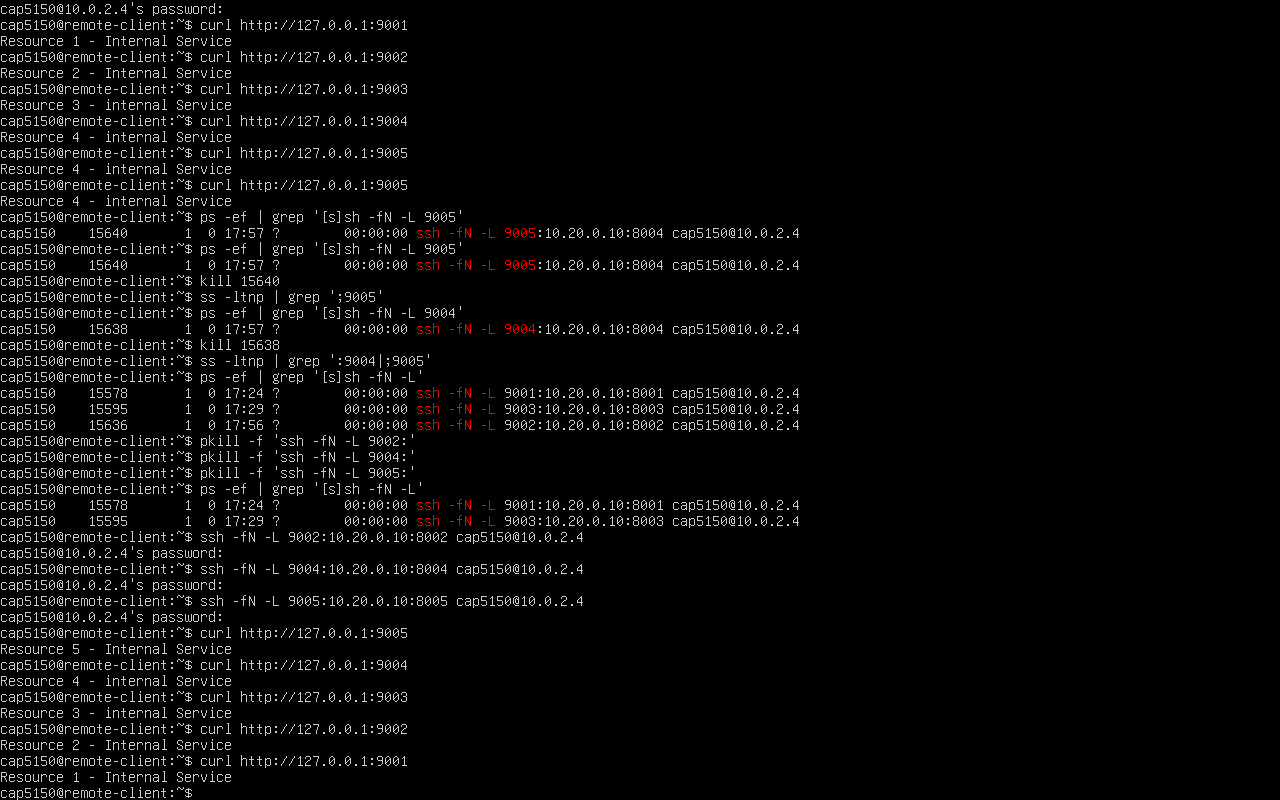 cap5150@10.0.2.4's password:
cap5150@remote-client:~$ curl http://127.0.0.1:9001
Resource 1 - Internal Service
cap5150@remote-client:~$ curl http://127.0.0.1:9002
Resource 2 - Internal Service
cap5150@remote-client:~$ curl http://127.0.0.1:9003
Resource 3 - internal Service
cap5150@remote-client:~$ curl http://127.0.0.1:9004
Resource 4 - internal Service
cap5150@remote-client:~$ curl http://127.0.0.1:9005
Resource 4 - internal Service
cap5150@remote-client:~$ curl http://127.0.0.1:9005
Resource 4 - internal Service
cap5150@remote-client:~$ ps -ef | grep '[s]sh -fN -L 9005'
cap5150    15640       1  0 17:57 ?        00:00:00 ssh -fN -L 9005:10.20.0.10:8004 cap5150@10.0.2.4
cap5150@remote-client:~$ ps -ef | grep '[s]sh -fN -L 9005'
cap5150    15640       1  0 17:57 ?        00:00:00 ssh -fN -L 9005:10.20.0.10:8004 cap5150@10.0.2.4
cap5150@remote-client:~$ kill 15640
cap5150@remote-client:~$ ss -ltnp | grep ';9005'
cap5150@remote-client:~$ ps -ef | grep '[s]sh -fN -L 9004'
cap5150    15638       1  0 17:57 ?        00:00:00 ssh -fN -L 9004:10.20.0.10:8004 cap5150@10.0.2.4
cap5150@remote-client:~$ kill 15638
cap5150@remote-client:~$ ss -ltnp | grep ':9004|;9005'
cap5150@remote-client:~$ ps -ef | grep '[s]sh -fN -L'
cap5150    15578       1  0 17:24 ?        00:00:00 ssh -fN -L 9001:10.20.0.10:8001 cap5150@10.0.2.4
cap5150    15595       1  0 17:29 ?        00:00:00 ssh -fN -L 9003:10.20.0.10:8003 cap5150@10.0.2.4
cap5150    15636       1  0 17:56 ?        00:00:00 ssh -fN -L 9002:10.20.0.10:8002 cap5150@10.0.2.4
cap5150@remote-client:~$ pkill -f 'ssh -fN -L 9002:'
cap5150@remote-client:~$ pkill -f 'ssh -fN -L 9004:'
cap5150@remote-client:~$ pkill -f 'ssh -fN -L 9005:'
cap5150@remote-client:~$ ps -ef | grep '[s]sh -fN -L'
cap5150    15578       1  0 17:24 ?        00:00:00 ssh -fN -L 9001:10.20.0.10:8001 cap5150@10.0.2.4
cap5150    15595       1  0 17:29 ?        00:00:00 ssh -fN -L 9003:10.20.0.10:8003 cap5150@10.0.2.4
cap5150@remote-client:~$ ssh -fN -L 9002:10.20.0.10:8002 cap5150@10.0.2.4
cap5150@10.0.2.4's password:
cap5150@remote-client:~$ ssh -fN -L 9004:10.20.0.10:8004 cap5150@10.0.2.4
cap5150@10.0.2.4's password:
cap5150@remote-client:~$ ssh -fN -L 9005:10.20.0.10:8005 cap5150@10.0.2.4
cap5150@10.0.2.4's password:
cap5150@remote-client:~$ curl http://127.0.0.1:9005
Resource 5 - Internal Service
cap5150@remote-client:~$ curl http://127.0.0.1:9004
Resource 4 - internal Service
cap5150@remote-client:~$ curl http://127.0.0.1:9003
Resource 3 - internal Service
cap5150@remote-client:~$ curl http://127.0.0.1:9002
Resource 2 - Internal Service
cap5150@remote-client:~$ curl http://127.0.0.1:9001
Resource 1 - Internal Service
cap5150@remote-client:~$